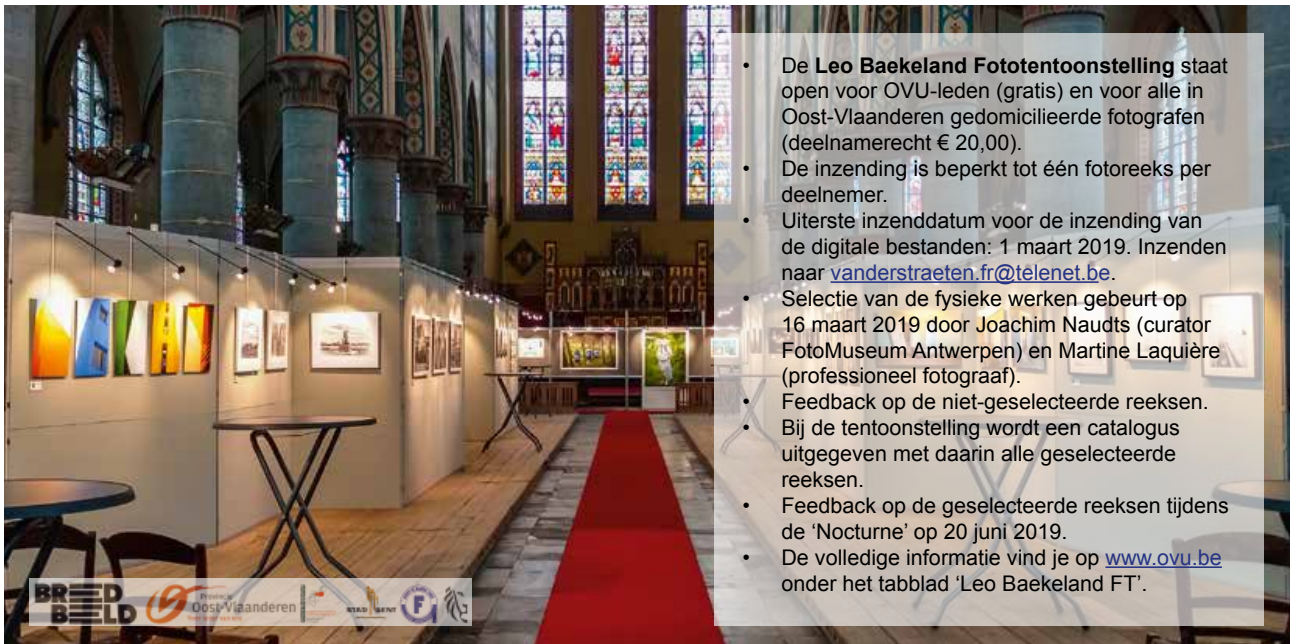 • De Leo Baekeland Fototentoonstelling staat
open voor OVU-leden (gratis) en voor alle in
Oost-Vlaanderen gedomicilieerde fotografen
(deelnamerecht € 20,00).
• De inzending is beperkt tot één fotoreeks per
deelnemer.
• Uiterste inzenddatum voor de inzending van
de digitale bestanden: 1 maart 2019. Inzenden
naar vanderstraeten.fr@telenet.be.
• Selectie van de fysieke werken gebeurt op
16 maart 2019 door Joachim Naudts (curator
FotoMuseum Antwerpen) en Martine Laquière
(professioneel fotograaf).
• Feedback op de niet-geselecteerde reeksen.
• Bij de tentoonstelling wordt een catalogus
uitgegeven met daarin alle geselecteerde
reeksen.
• Feedback op de geselecteerde reeksen tijdens
de ‘Nocturne’ op 20 juni 2019.
• De volledige informatie vind je op www.ovu.be
onder het tabblad ‘Leo Baekeland FT’.
BREED
BEELD
Provincie
Oost-Vlaanderen
STAD GENT
F